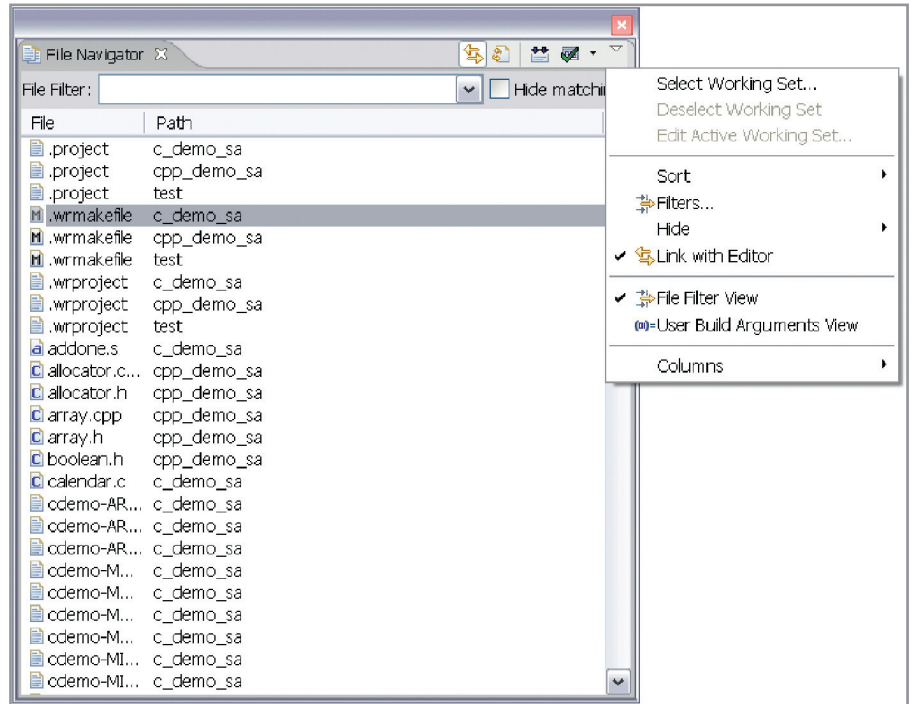 File Navigator
File Filter:
Hide matchi
File Path
.project c_demo_sa
.project cpp_demo_sa
.project test
M .wrmakefile c_demo_sa
M .wrmakefile cpp_demo_sa
M .wrmakefile test
.wrproject c_demo_sa
.wrproject cpp_demo_sa
.wrproject test
a addone.s c_demo_sa
C allocator.c... cpp_demo_sa
C allocator.h cpp_demo_sa
C array.cpp cpp_demo_sa
C array.h cpp_demo_sa
C boolean.h cpp_demo_sa
C calendar.c c_demo_sa
cdemo-AR... c_demo_sa
cdemo-AR... c_demo_sa
cdemo-AR... c_demo_sa
cdemo-M... c_demo_sa
cdemo-M... c_demo_sa
cdemo-M... c_demo_sa
cdemo-M... c_demo_sa
cdemo-MI... c_demo_sa
cdemo-MI... c_demo_sa
Select Working Set...
Deselect Working Set
Edit Active Working Set...
Sort
Filters...
Hide
Link with Editor
File Filter View
User Build Arguments View
Columns